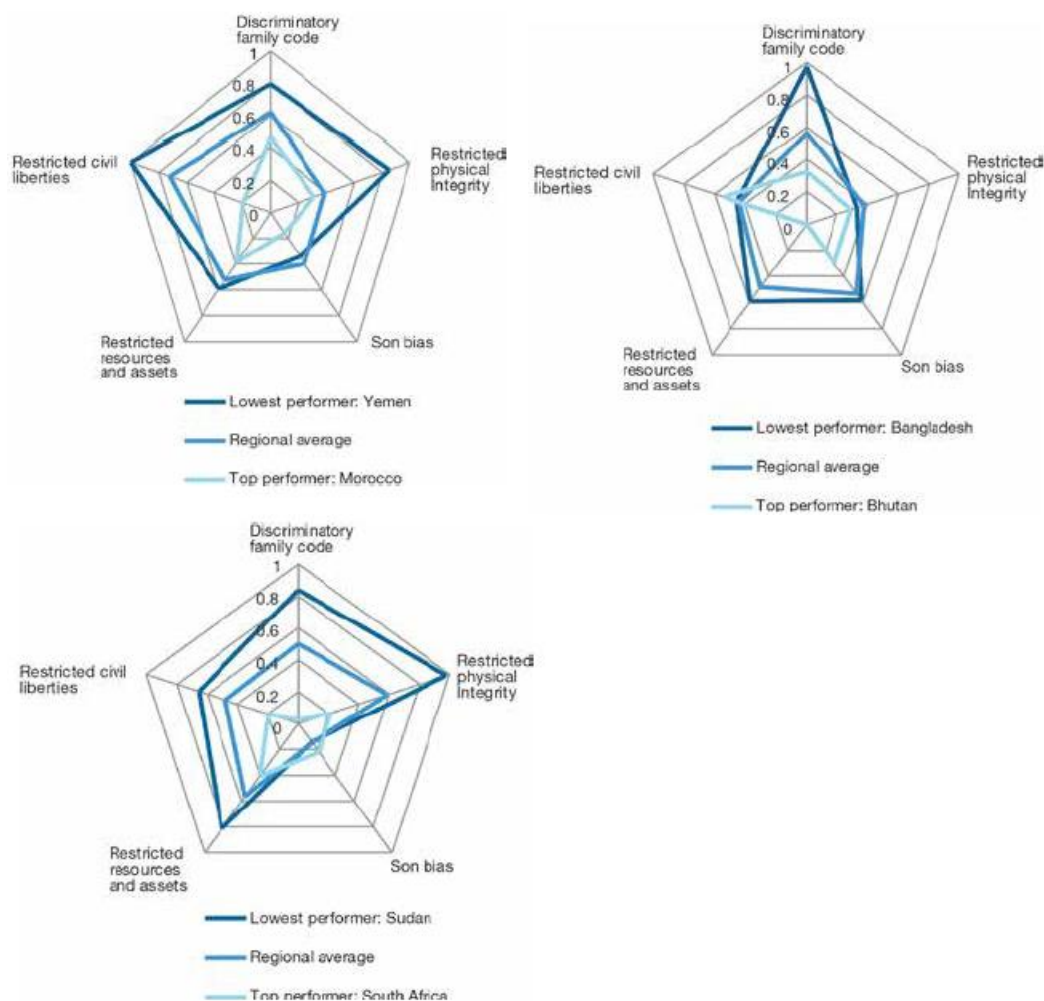 Discriminatory
family code
1
0.8
0.6
0.4
0.2
0
Restricted civil
liberties
Restricted
physical
Integrity
Restricted
resources
and assets
Son bias
Lowest performer: Yemen
Regional average
Top performer: Morocco
Discriminatory
family code
1
0.8
0.6
0.4
0.2
0
Restricted civil
liberties
Restricted
physical
Integrity
Restricted
resources
and assets
Son bias
Lowest performer: Bangladesh
Regional average
Top performer: Bhutan
Discriminatory
family code
1
0.8
0.6
0.4
0.2
0
Restricted civil
liberties
Restricted
physical
Integrity
Restricted
resources
and assets
Son bias
Lowest performer: Sudan
Regional average
Top performer: South Africa